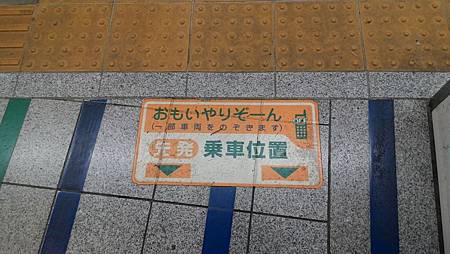 おもいやりぞーん
(一部車両をのぞきます)
先発 乗車位置